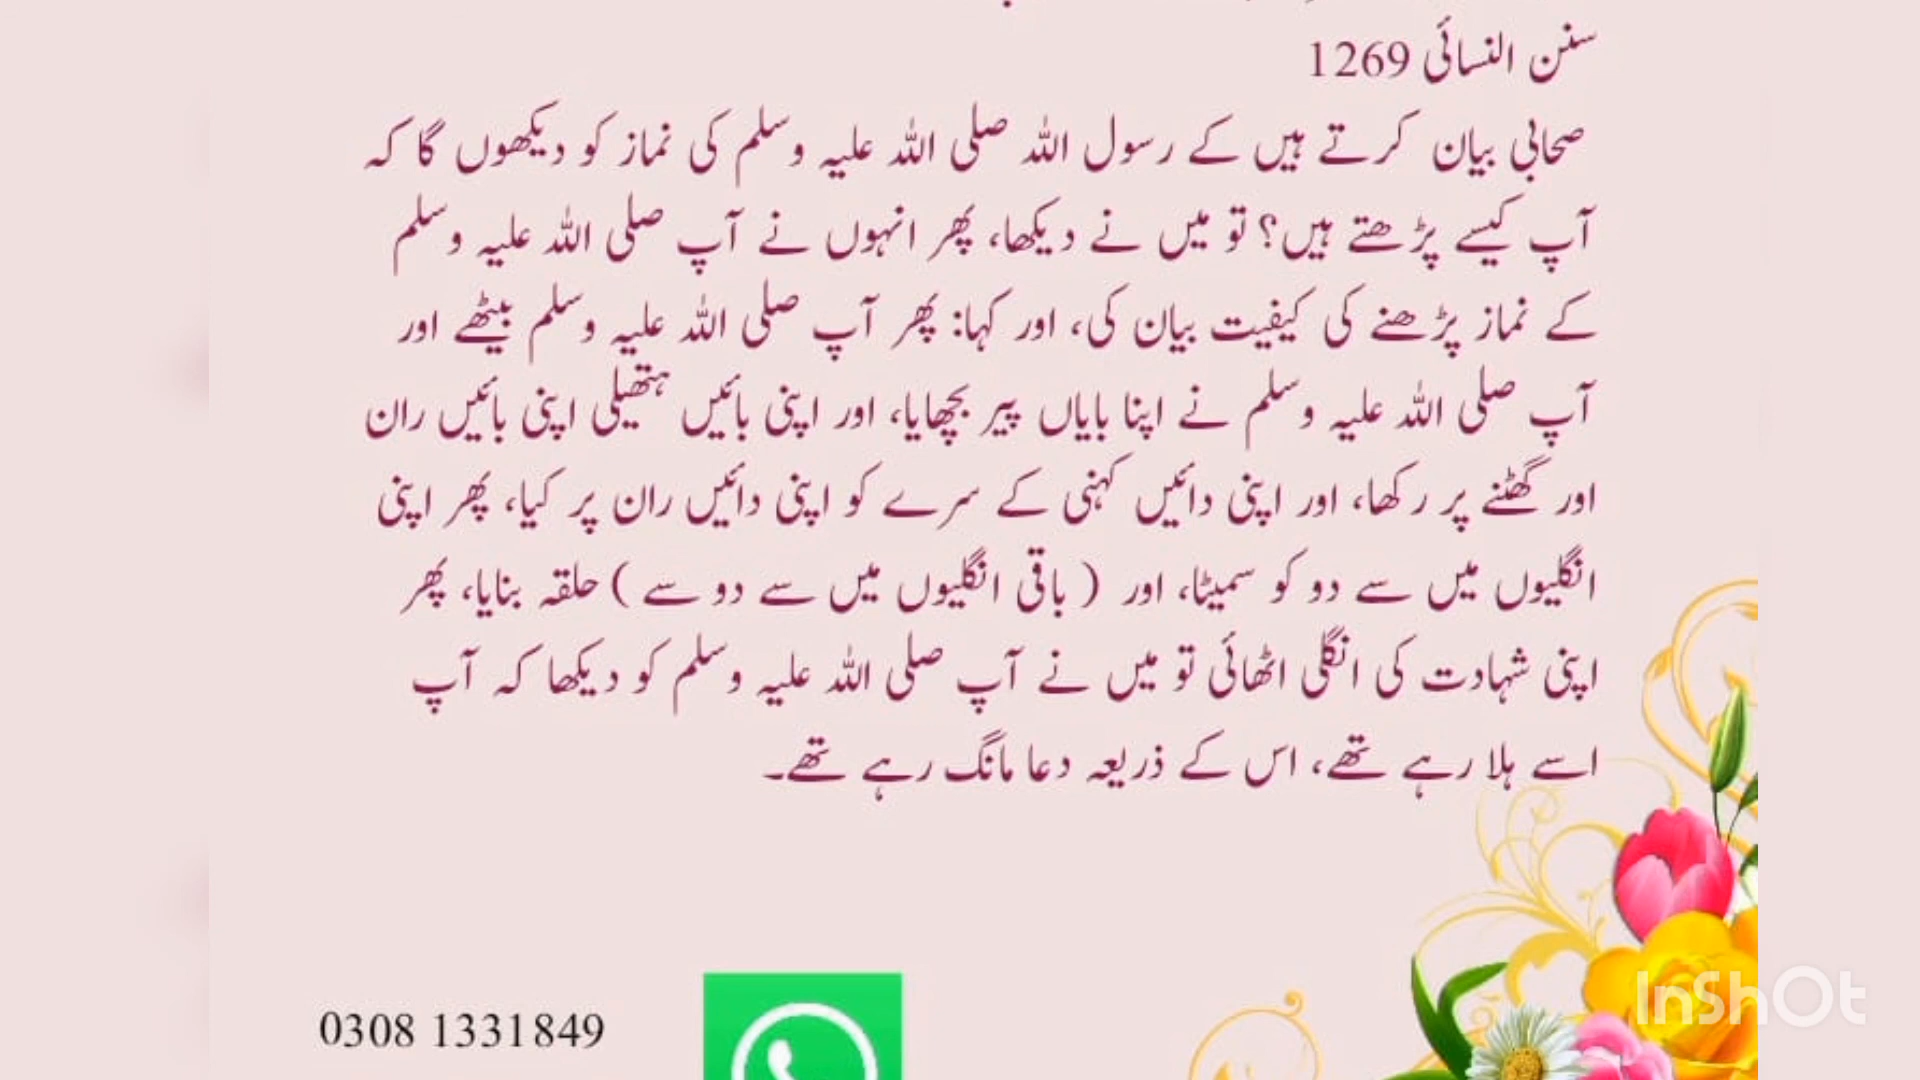 سنن النسائی 1269
صحابی بیان کرتے ہیں کے رسول اللہ صلی اللہ علیہ وسلم کی نماز کو دیکھوں گا کہ
آپ کیسے پڑھتے ہیں؟ تو میں نے دیکھا، پھر انہوں نے آپ صلی اللہ علیہ وسلم
کے نماز پڑھنے کی کیفیت بیان کی، اور کہا: پھر آپ صلی اللہ علیہ وسلم بیٹھے اور
آپ صلی اللہ علیہ وسلم نے اپنا بایاں پیر بچھایا، اور اپنی بائیں ہتھیلی اپنی بائیں ران
اور گھٹنے پر رکھا، اور اپنی دائیں کہنی کے سرے کو اپنی دائیں ران پر کیا، پھر اپنی
انگلیوں میں سے دو کو سمیٹا، اور ( باقی انگلیوں میں سے دو سے ) حلقہ بنایا، پھر
اپنی شہادت کی انگلی اٹھائی تو میں نے آپ صلی اللہ علیہ وسلم کو دیکھا کہ آپ
اسے ہلا رہے تھے، اس کے ذریعہ دعا مانگ رہے تھے۔
0308 1331849
InShOt